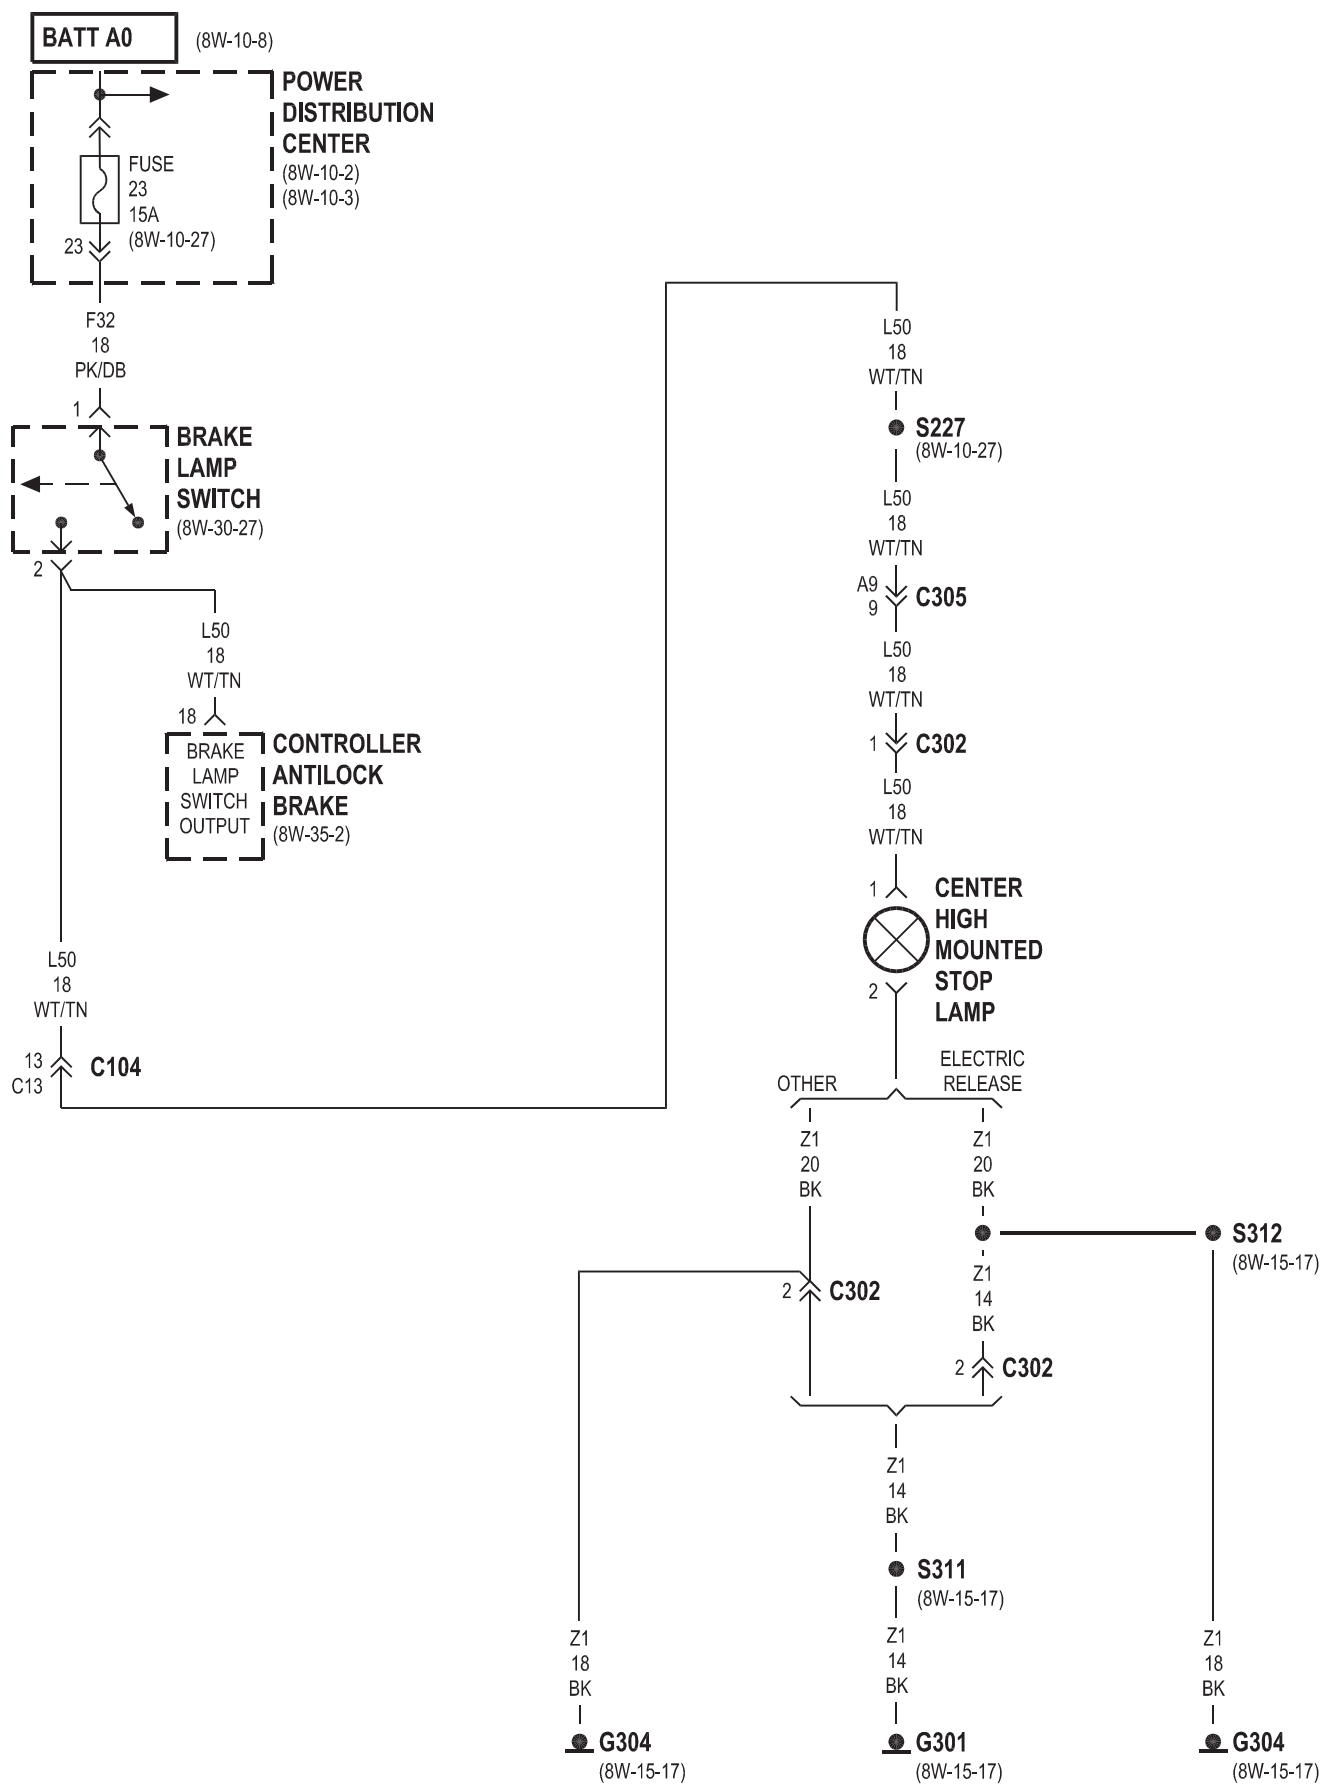 BATT A0
(8W-10-8)
POWER
DISTRIBUTION
CENTER
(8W-10-2)
(8W-10-3)
FUSE
23
15A
(8W-10-27)
23
F32
18
PK/DB
1
BRAKE
LAMP
SWITCH
(8W-30-27)
2
L50
18
WT/TN
18
BRAKE
LAMP
SWITCH
OUTPUT
CONTROLLER
ANTILOCK
BRAKE
(8W-35-2)
L50
18
WT/TN
13
C13
C104
L50
18
WT/TN
S227
(8W-10-27)
L50
18
WT/TN
A9
9
C305
L50
18
WT/TN
1
C302
L50
18
WT/TN
1
CENTER
HIGH
MOUNTED
STOP
LAMP
2
OTHER
ELECTRIC
RELEASE
Z1
20
BK
Z1
20
BK
S312
(8W-15-17)
2
C302
Z1
14
BK
2
C302
Z1
14
BK
S311
(8W-15-17)
Z1
18
BK
G304
(8W-15-17)
Z1
14
BK
G301
(8W-15-17)
Z1
18
BK
G304
(8W-15-17)